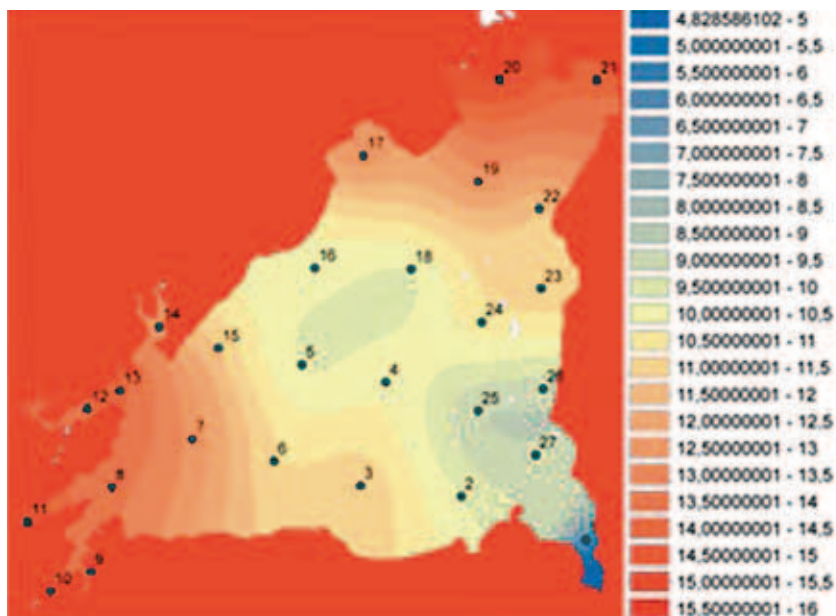 4,828586102 - 5
5,000000001 - 5,5
5,500000001 - 6
6,000000001 - 6,5
6,500000001 - 7
7,000000001 - 7,5
7,500000001 - 8
8,000000001 - 8,5
8,500000001 - 9
9,000000001 - 9,5
9,500000001 - 10
10,00000001 - 10,5
10,50000001 - 11
11,00000001 - 11,5
11,50000001 - 12
12,00000001 - 12,5
12,50000001 - 13
13,00000001 - 13,5
13,50000001 - 14
14,00000001 - 14,5
14,50000001 - 15
15,00000001 - 15,5
15,50000001 - 16
20
21
17
19
22
16
18
23
24
14
15
5
4
13
12
26
25
7
6
27
3
8
2
11
9
10